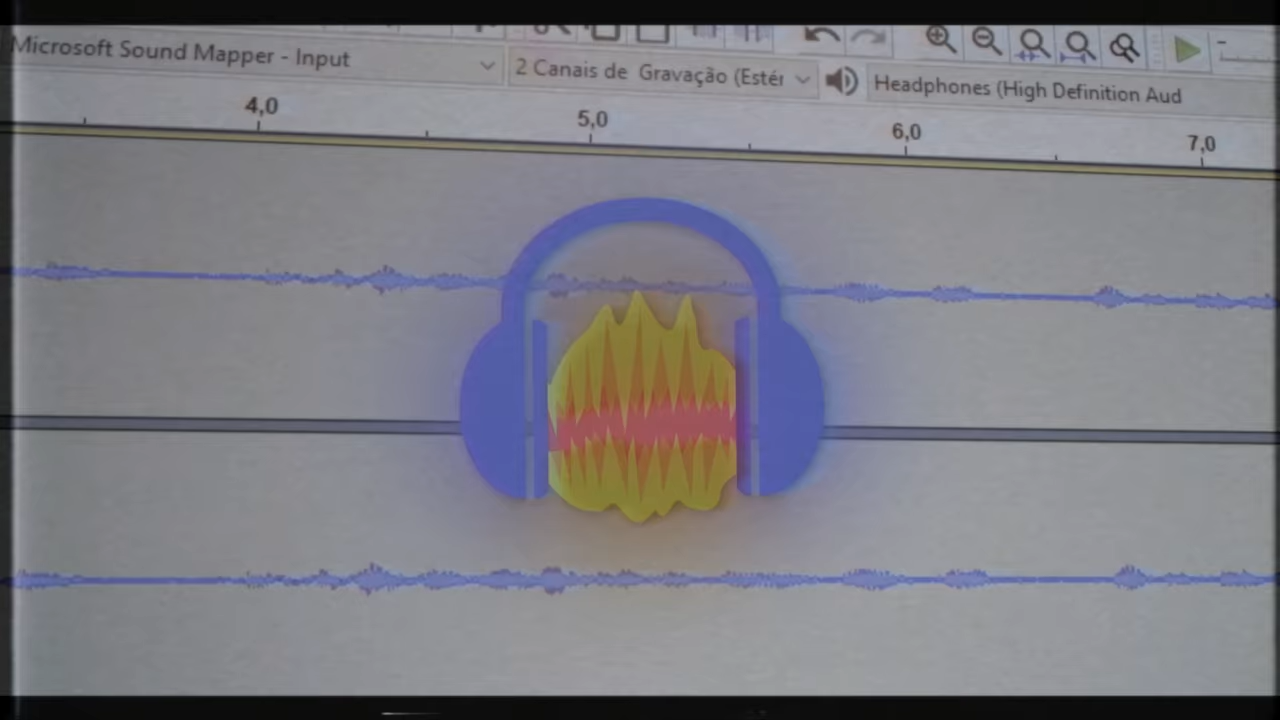 Microsoft Sound Mapper - Input
2 Canais de Gravação (Estér
Headphones (High Definition Aud
4,0
5,0
6,0
7,0